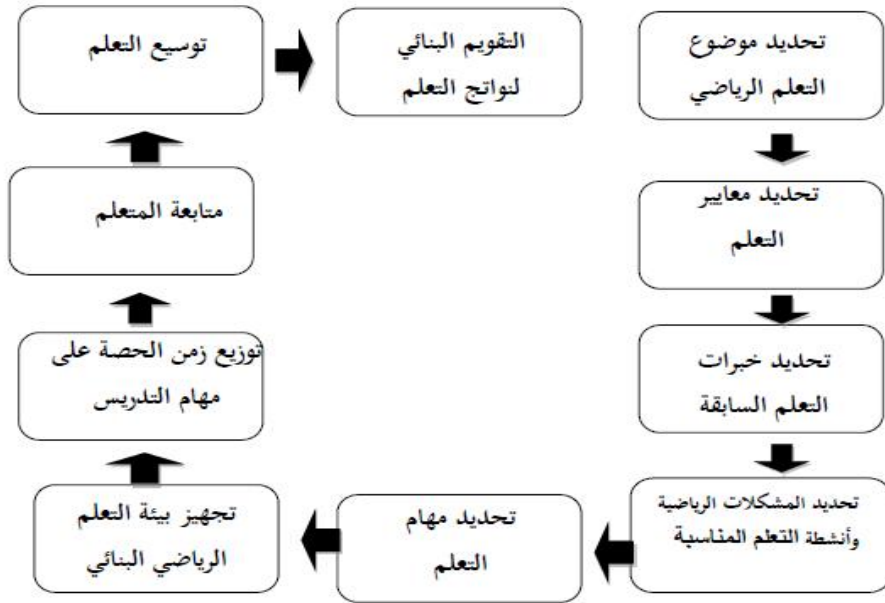 تحديد موضوع
التعلم الرياضي
تحديد معايير
التعلم
تحديد خبرات
التعلم السابقة
تحديد المشكلات الرياضية
وأنشطة التعلم المناسبة
تحديد مهام
التعلم
تجهيز بيئة التعلم
الرياضي البنائي
توزيع زمن الحصة على
مهام التدريس
متابعة المتعلم
توسيع التعلم
التقويم البنائي
لنواتج التعلم